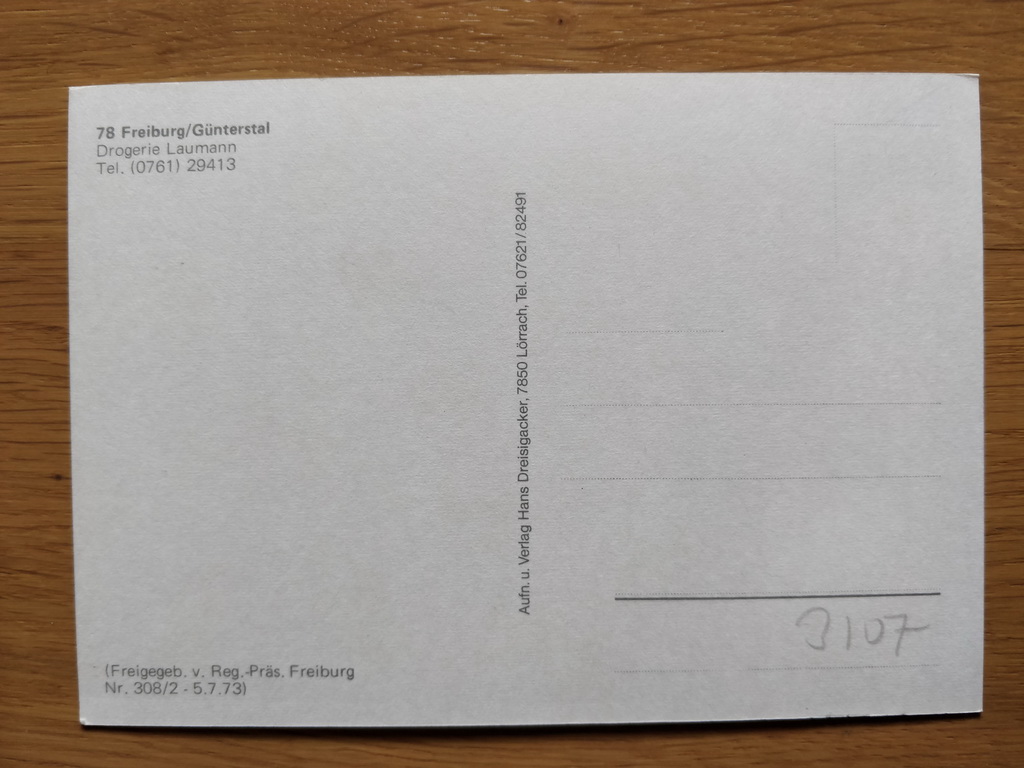 78 Freiburg/Günterstal
Drogerie Laumann
Tel. (0761) 29413
Aufn. u. Verlag Hans Dreisigacker, 7850 Lörrach, Tel. 07621/82491
3107
(Freigegeb. v. Reg.-Präs. Freiburg
Nr. 308/2 - 5.7.73)